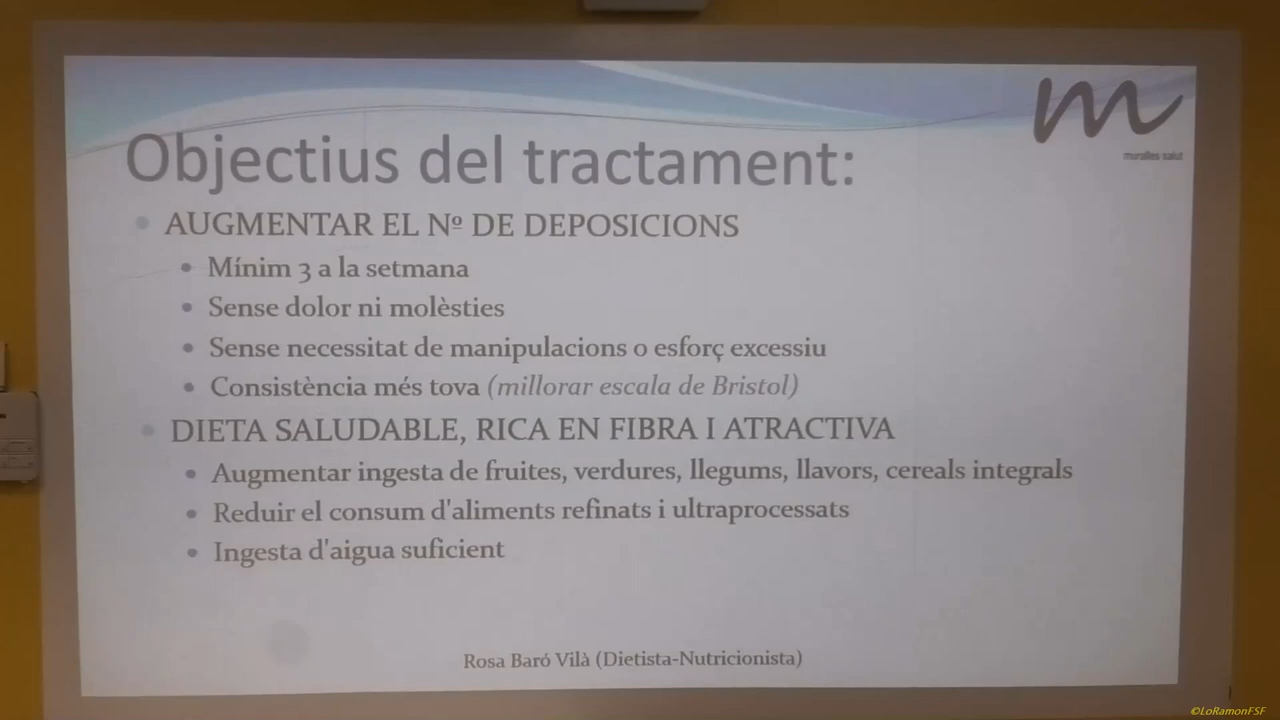 muralles salut
Objectius del tractament:
AUGMENTAR EL Nº DE DEPOSICIONS
Mínim 3 a la setmana
Sense dolor ni molèsties
Sense necessitat de manipulacions o esforç excessiu
Consistència més tova (millorar escala de Bristol)
DIETA SALUDABLE, RICA EN FIBRA I ATRACTIVA
Augmentar ingesta de fruites, verdures, llegums, llavors, cereals integrals
Reduir el consum d'aliments refinats i ultraprocessats
Ingesta d'aigua suficient
Rosa Baró Vilà (Dietista-Nutricionista)
©LoRamonFSF